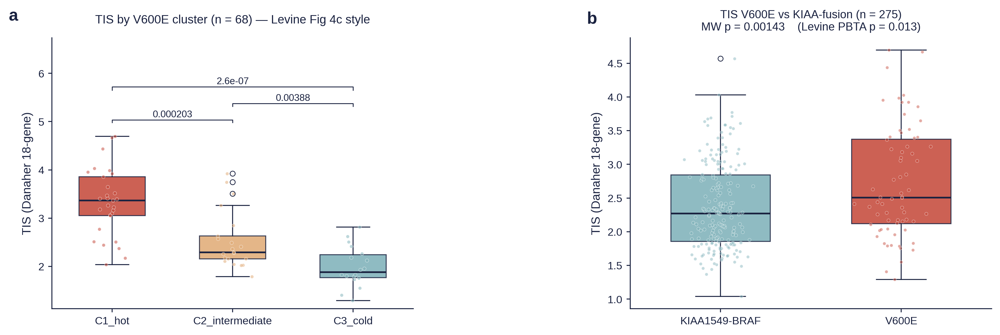 a
TIS by V600E cluster (n = 68) — Levine Fig 4c style
TIS (Danaher 18-gene)
6
5
4
3
2
2.6e-07
0.00388
0.000203
C1_hot
C2_intermediate
C3_cold
b
TIS V600E vs KIAA-fusion (n = 275)
MW p = 0.00143 (Levine PBTA p = 0.013)
TIS (Danaher 18-gene)
4.5
4.0
3.5
3.0
2.5
2.0
1.5
1.0
KIAA1549-BRAF
V600E